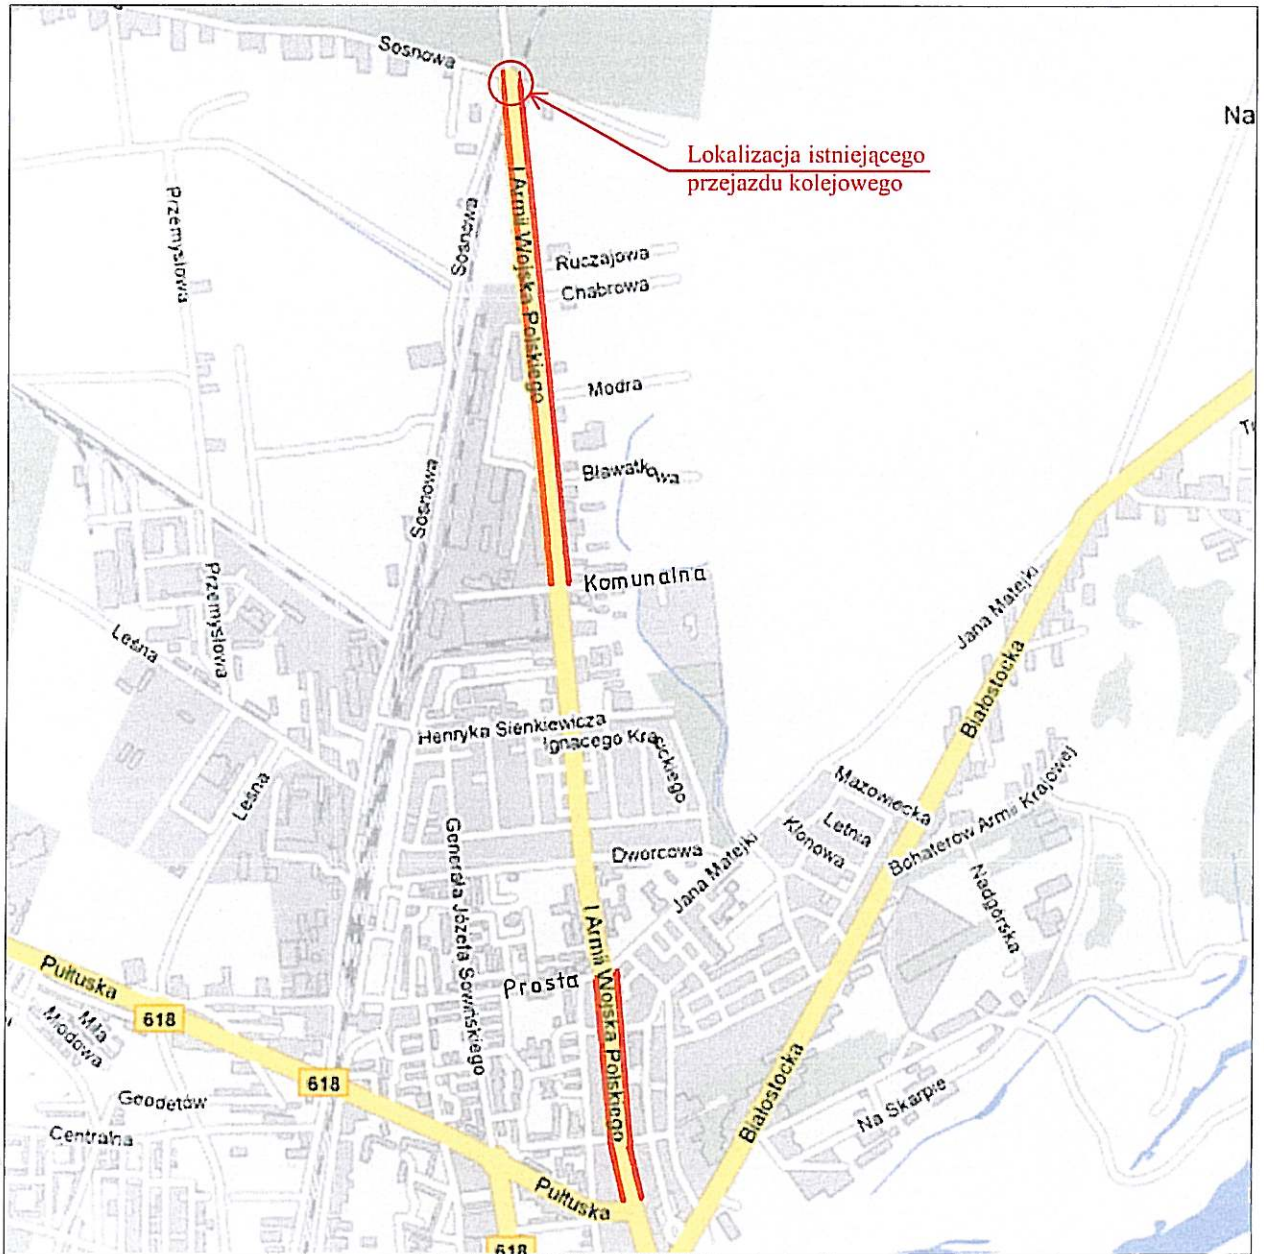 Sosnowa
Na
Lokalizacja istniejącego
przejazdu kolejowego
Przemysłowa
Sosnowa
I Armii Wojska Polskiego
Ruczajowa
Chabrowa
Modra
Bławatkowa
Sosnowa
Komunalna
Przemysłowa
Leśna
Jana Matejki
Białostocka
Henryka Sienkiewicza
Ignacego Krasickiego
Leśna
Mazowiecka
Letnia
Klonowa
Bohaterów Armii Krajowej
Generała Józefa Sowińskiego
Dworcowa
Jana Matejki
Nadgórska
I Armii Wojska Polskiego
Prosta
Pułtuska
618
Miła
Miodowa
618
Geodetów
Centralna
Białostocka
Na Skarpie
Pułtuska
618